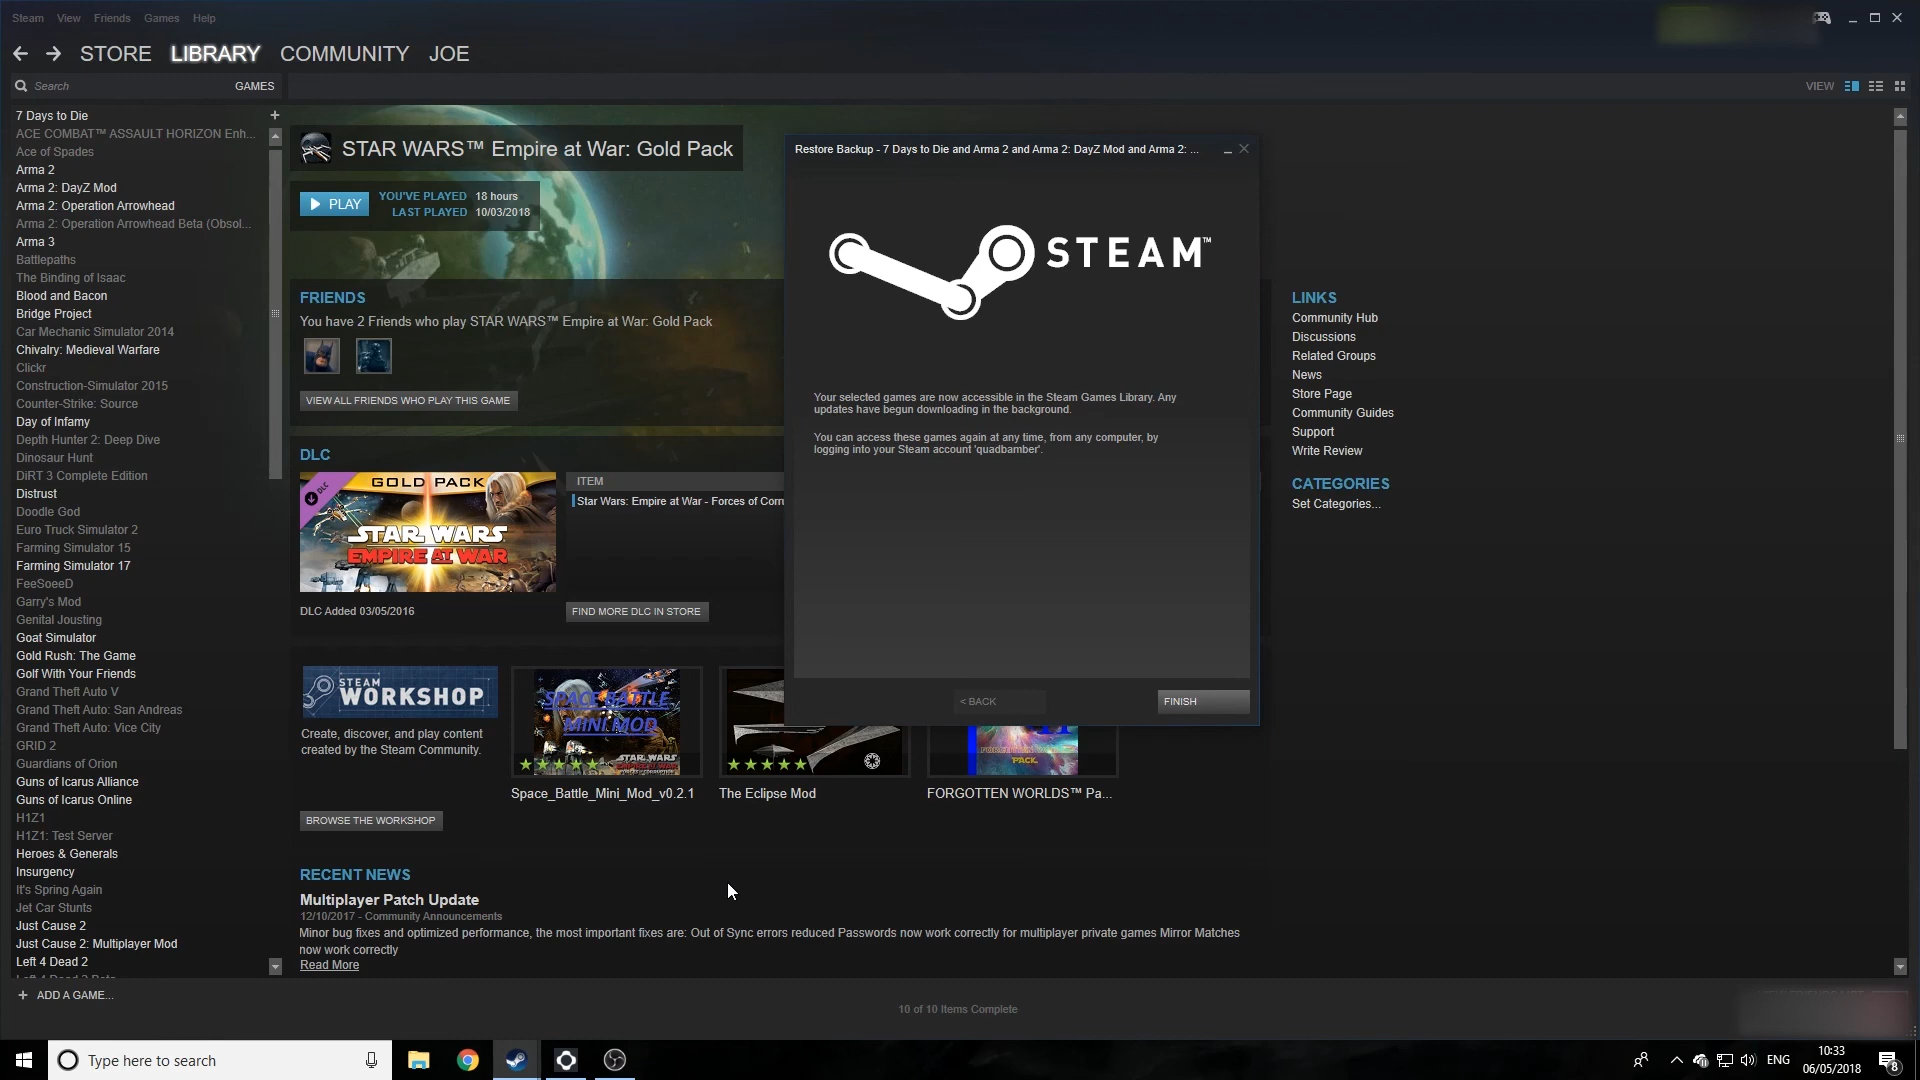 Steam View Friends Games Help
STORE LIBRARY COMMUNITY JOE
Search GAMES VIEW
7 Days to Die
ACE COMBAT™ ASSAULT HORIZON Enh...
Ace of Spades
Arma 2
Arma 2: DayZ Mod
Arma 2: Operation Arrowhead
Arma 2: Operation Arrowhead Beta (Obsol...
Arma 3
Battlepaths
The Binding of Isaac
Blood and Bacon
Bridge Project
Car Mechanic Simulator 2014
Chivalry: Medieval Warfare
Clickr
Construction-Simulator 2015
Counter-Strike: Source
Day of Infamy
Depth Hunter 2: Deep Dive
Dinosaur Hunt
DiRT 3 Complete Edition
Distrust
Doodle God
Euro Truck Simulator 2
Farming Simulator 15
Farming Simulator 17
FeeSoeeD
Garry's Mod
Genital Jousting
Goat Simulator
Gold Rush: The Game
Golf With Your Friends
Grand Theft Auto V
Grand Theft Auto: San Andreas
Grand Theft Auto: Vice City
GRID 2
Guardians of Orion
Guns of Icarus Alliance
Guns of Icarus Online
H1Z1
H1Z1: Test Server
Heroes & Generals
Insurgency
It's Spring Again
Jet Car Stunts
Just Cause 2
Just Cause 2: Multiplayer Mod
Left 4 Dead 2
+ ADD A GAME...
STAR WARS™ Empire at War: Gold Pack
PLAY
YOU'VE PLAYED 18 hours
LAST PLAYED 10/03/2018
FRIENDS
You have 2 Friends who play STAR WARS™ Empire at War: Gold Pack
VIEW ALL FRIENDS WHO PLAY THIS GAME
DLC
DLC
GOLD PACK
STAR WARS
EMPIRE AT WAR
ITEM
Star Wars: Empire at War - Forces of Corru
DLC Added 03/05/2016
FIND MORE DLC IN STORE
STEAM
WORKSHOP
Create, discover, and play content
created by the Steam Community.
BROWSE THE WORKSHOP
SPACE BATTLE
MINI MOD
STAR WARS
EMPIRE AT WAR
Space_Battle_Mini_Mod_v0.2.1
The Eclipse Mod
PACK
FORGOTTEN WORLDS™ Pa...
RECENT NEWS
Multiplayer Patch Update
12/10/2017 - Community Announcements
Minor bug fixes and optimized performance, the most important fixes are: Out of Sync errors reduced Passwords now work correctly for multiplayer private games Mirror Matches
now work correctly
Read More
Restore Backup - 7 Days to Die and Arma 2 and Arma 2: DayZ Mod and Arma 2: ...
STEAM™
Your selected games are now accessible in the Steam Games Library. Any
updates have begun downloading in the background.
You can access these games again at any time, from any computer, by
logging into your Steam account 'quadbamber'.
< BACK
FINISH
LINKS
Community Hub
Discussions
Related Groups
News
Store Page
Community Guides
Support
Write Review
CATEGORIES
Set Categories...
10 of 10 Items Complete
Type here to search
ENG
10:33
06/05/2018
8